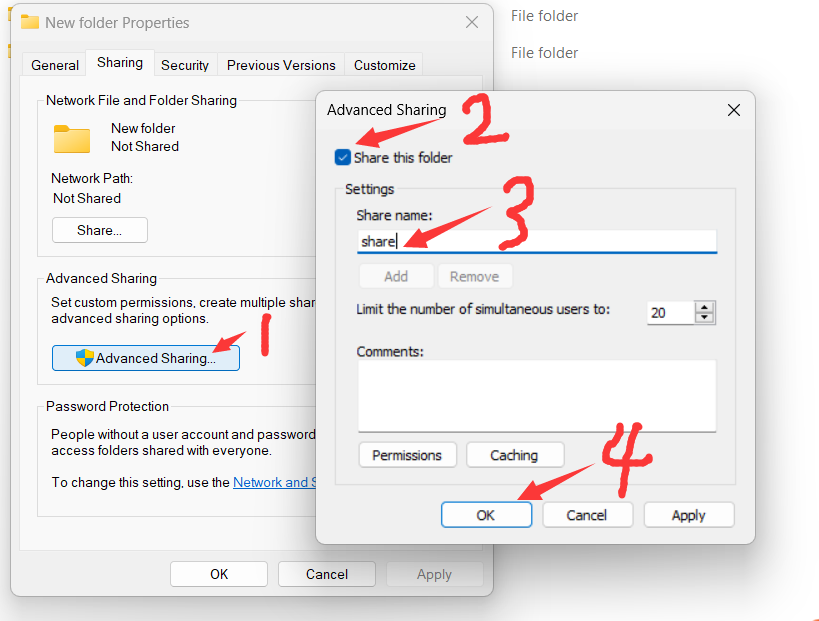 New folder Properties
File folder
File folder
General Sharing Security Previous Versions Customize
Network File and Folder Sharing
New folder
Not Shared
Network Path:
Not Shared
Share...
Advanced Sharing
Set custom permissions, create multiple shar
advanced sharing options.
Advanced Sharing...
1
Password Protection
People without a user account and password
access folders shared with everyone.
To change this setting, use the Network and S
OK Cancel Apply
Advanced Sharing
2
Share this folder
Settings
Share name:
3
share
Add Remove
Limit the number of simultaneous users to: 20
Comments:
Permissions Caching
4
OK Cancel Apply